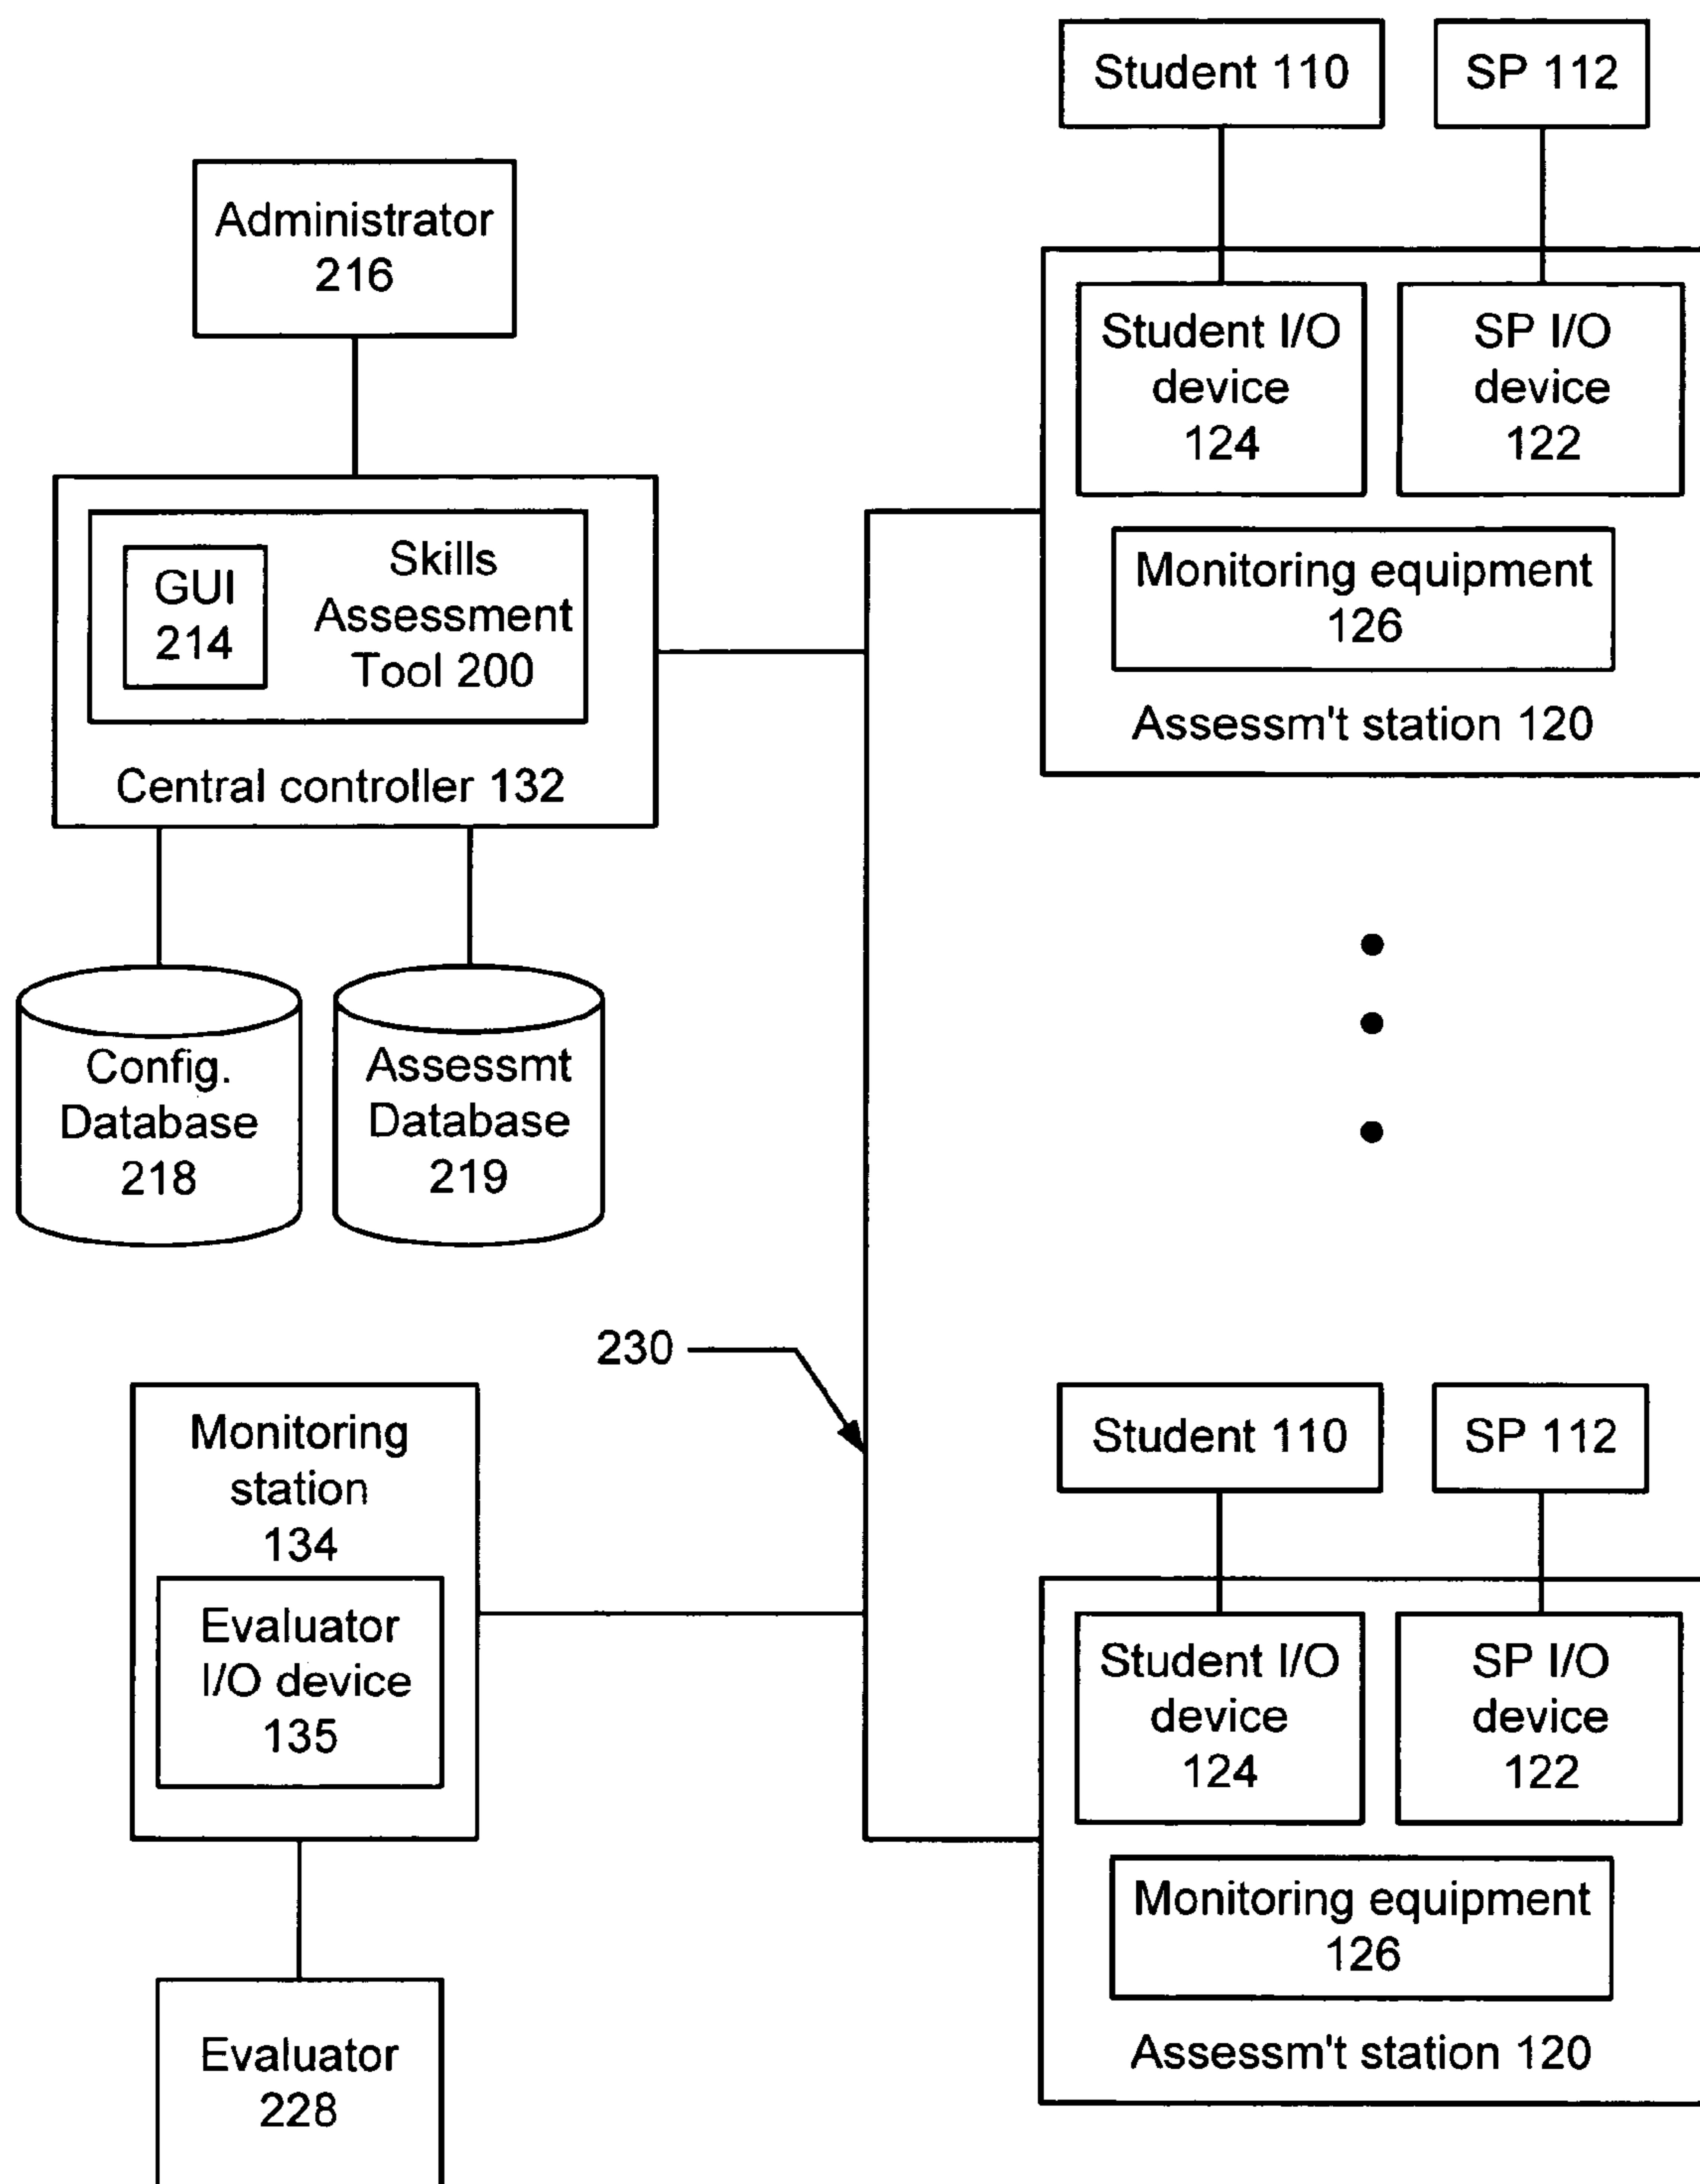 Student 110
SP 112
Administrator
216
Student I/O
device
124
SP I/O
device
122
Monitoring equipment
126
Assessm't station 120
GUI
214
Skills
Assessment
Tool 200
Central controller 132
Config.
Database
218
Assessmt
Database
219
230
Monitoring
station
134
Evaluator
I/O device
135
Evaluator
228
Student 110
SP 112
Student I/O
device
124
SP I/O
device
122
Monitoring equipment
126
Assessm't station 120